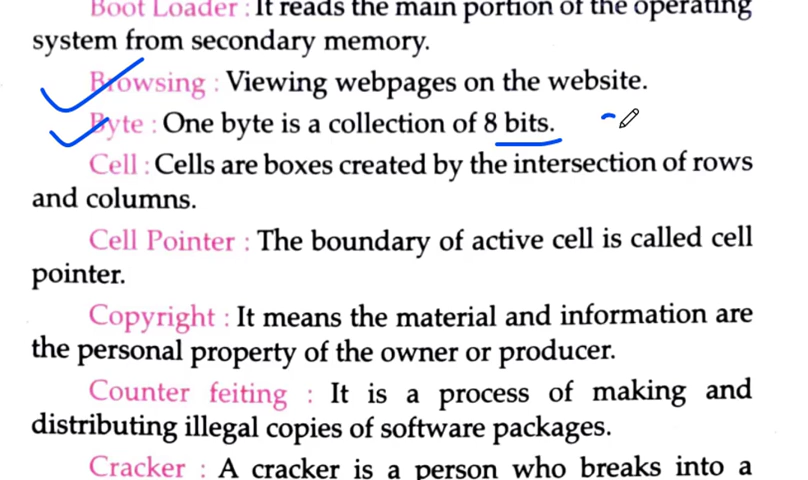 Boot Loader : It reads the main portion of the operating
system from secondary memory.
Browsing : Viewing webpages on the website.
Byte : One byte is a collection of 8 bits.
Cell : Cells are boxes created by the intersection of rows
and columns.
Cell Pointer : The boundary of active cell is called cell
pointer.
Copyright : It means the material and information are
the personal property of the owner or producer.
Counter feiting : It is a process of making and
distributing illegal copies of software packages.
Cracker : A cracker is a person who breaks into a